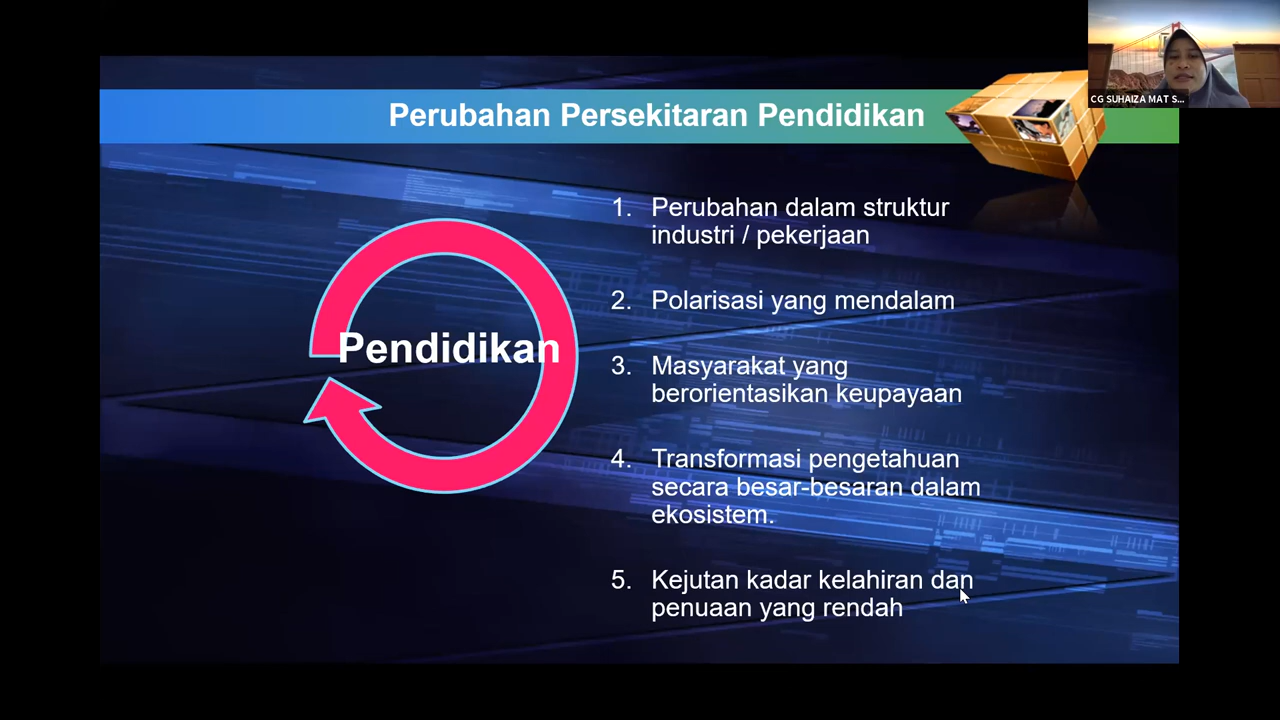 Perubahan Persekitaran Pendidikan
CG SUHAIZA MAT S...
Pendidikan
1. Perubahan dalam struktur
industri / pekerjaan
2. Polarisasi yang mendalam
3. Masyarakat yang
berorientasikan keupayaan
4. Transformasi pengetahuan
secara besar-besaran dalam
ekosistem.
5. Kejutan kadar kelahiran dan
penuaan yang rendah